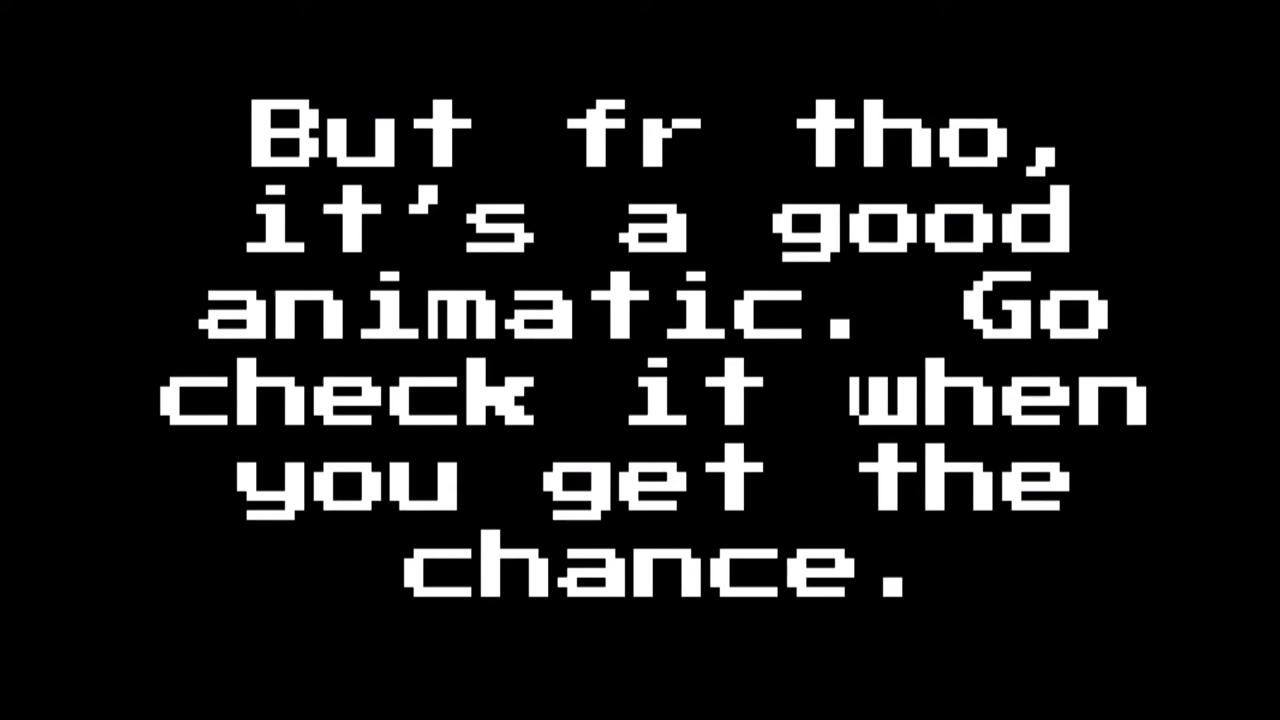 But fr tho,
it's a good
animatic. Go
check it when
you get the
chance.